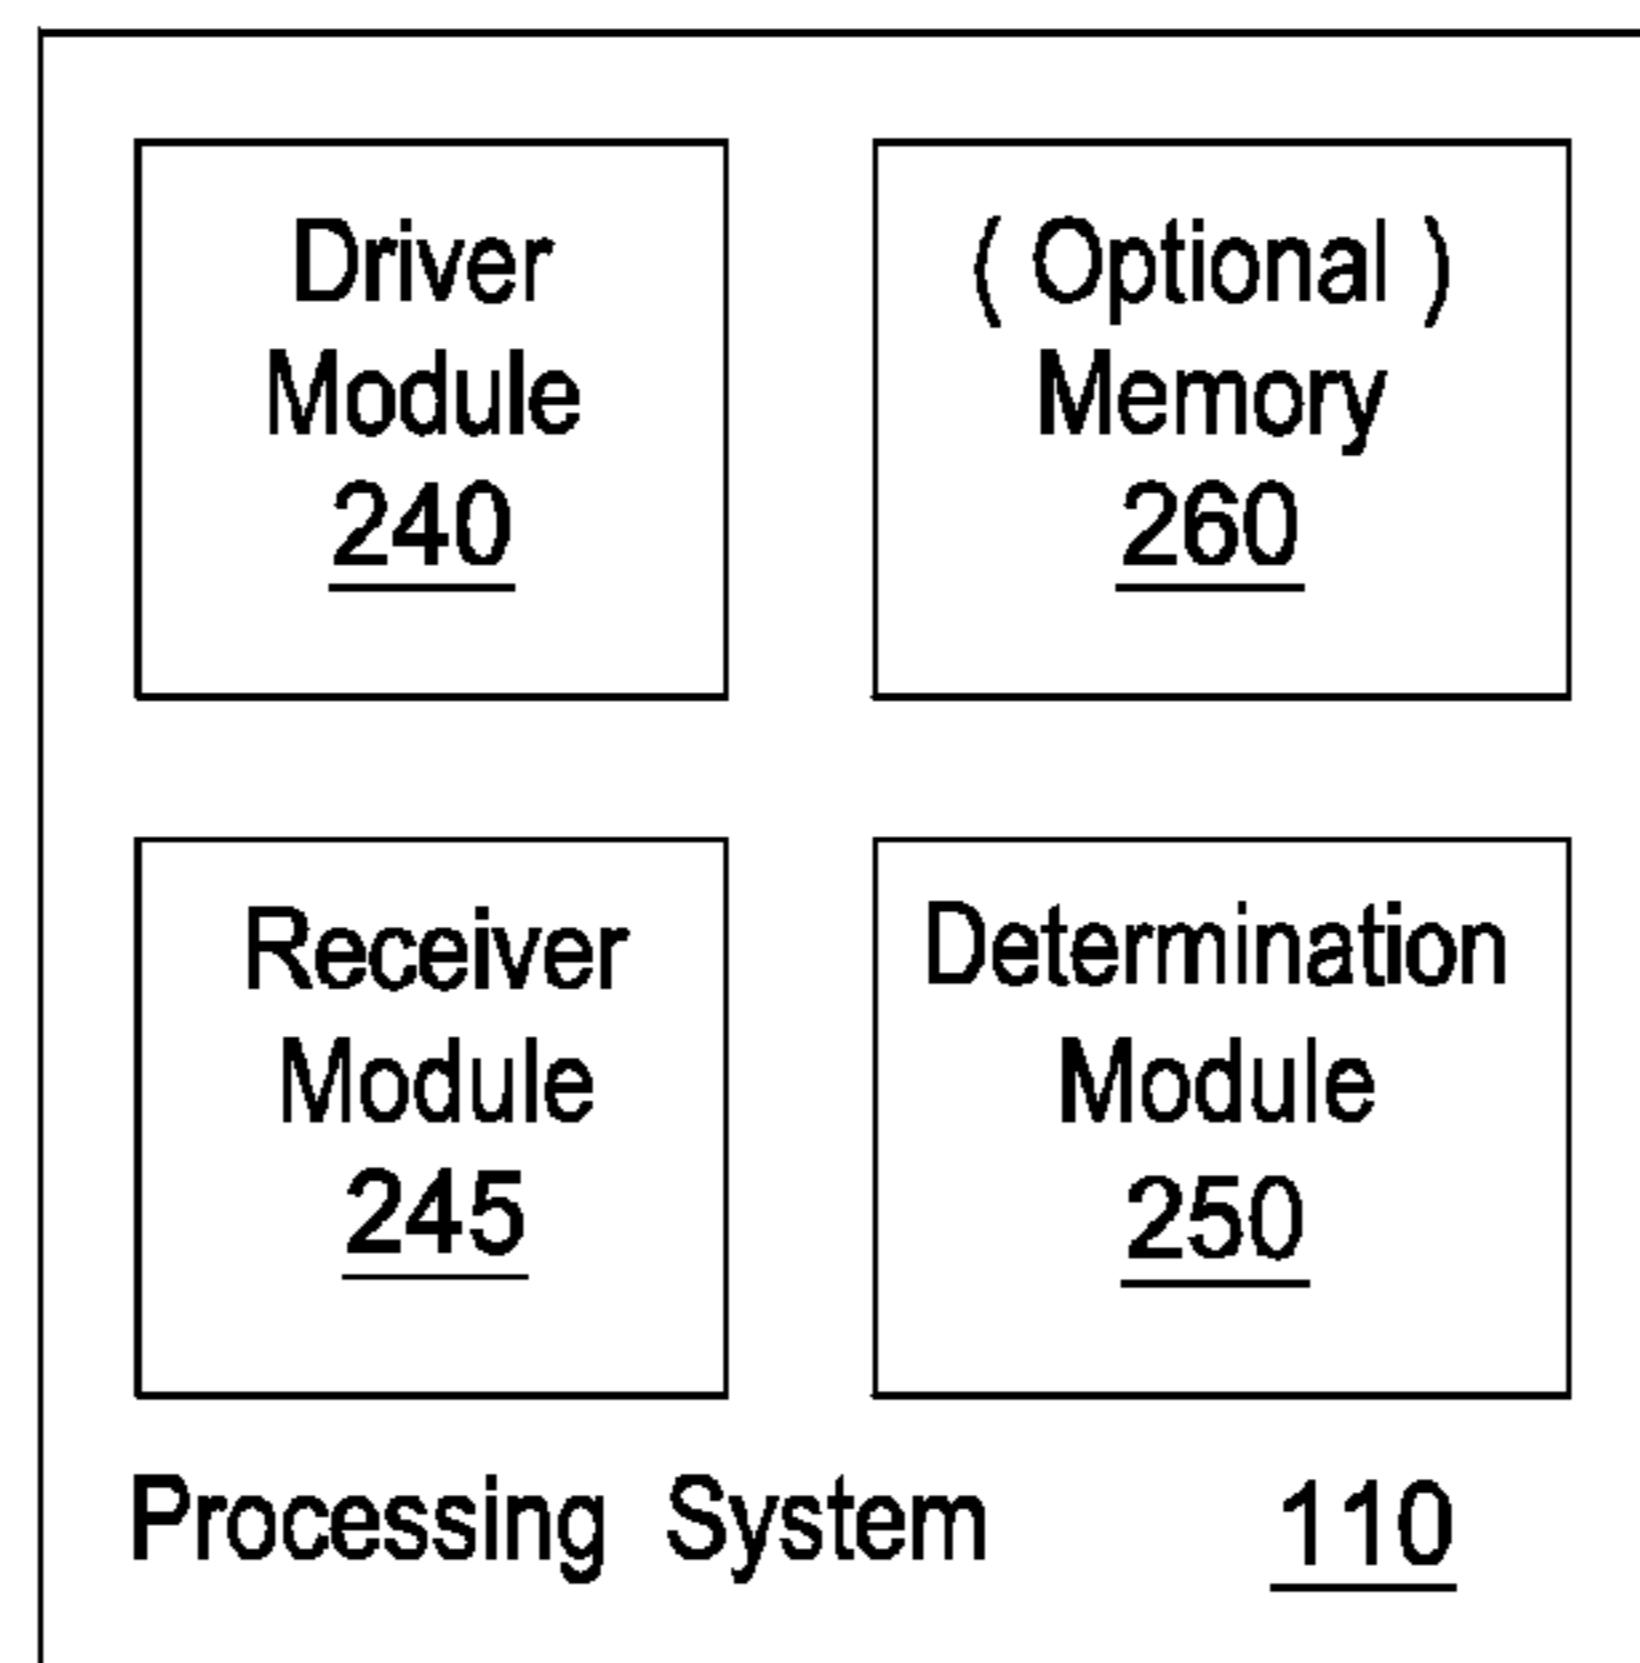 Driver
Module
240
( Optional )
Memory
260
Receiver
Module
245
Determination
Module
250
Processing System 110